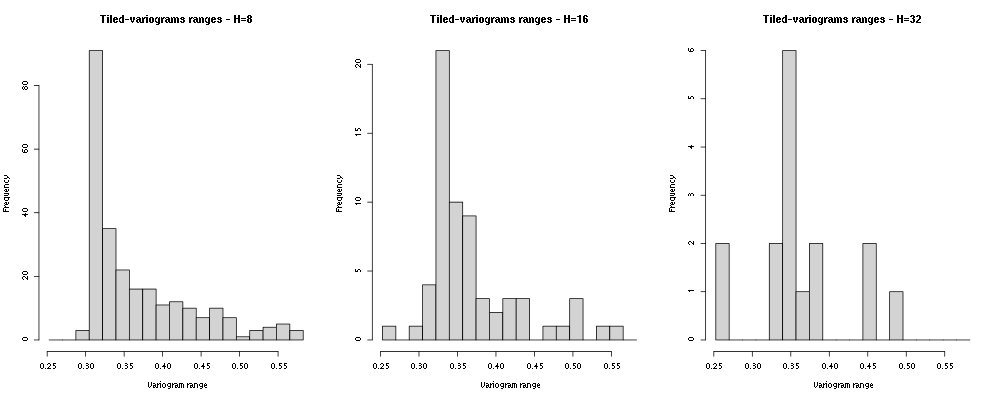 Tiled-variograms ranges - H=8
Frequency
80
60
40
20
0
0.25 0.30 0.35 0.40 0.45 0.50 0.55
Variogram range
Tiled-variograms ranges - H=16
Frequency
20
15
10
5
0
0.25 0.30 0.35 0.40 0.45 0.50 0.55
Variogram range
Tiled-variograms ranges - H=32
Frequency
6
5
4
3
2
1
0
0.25 0.30 0.35 0.40 0.45 0.50 0.55
Variogram range